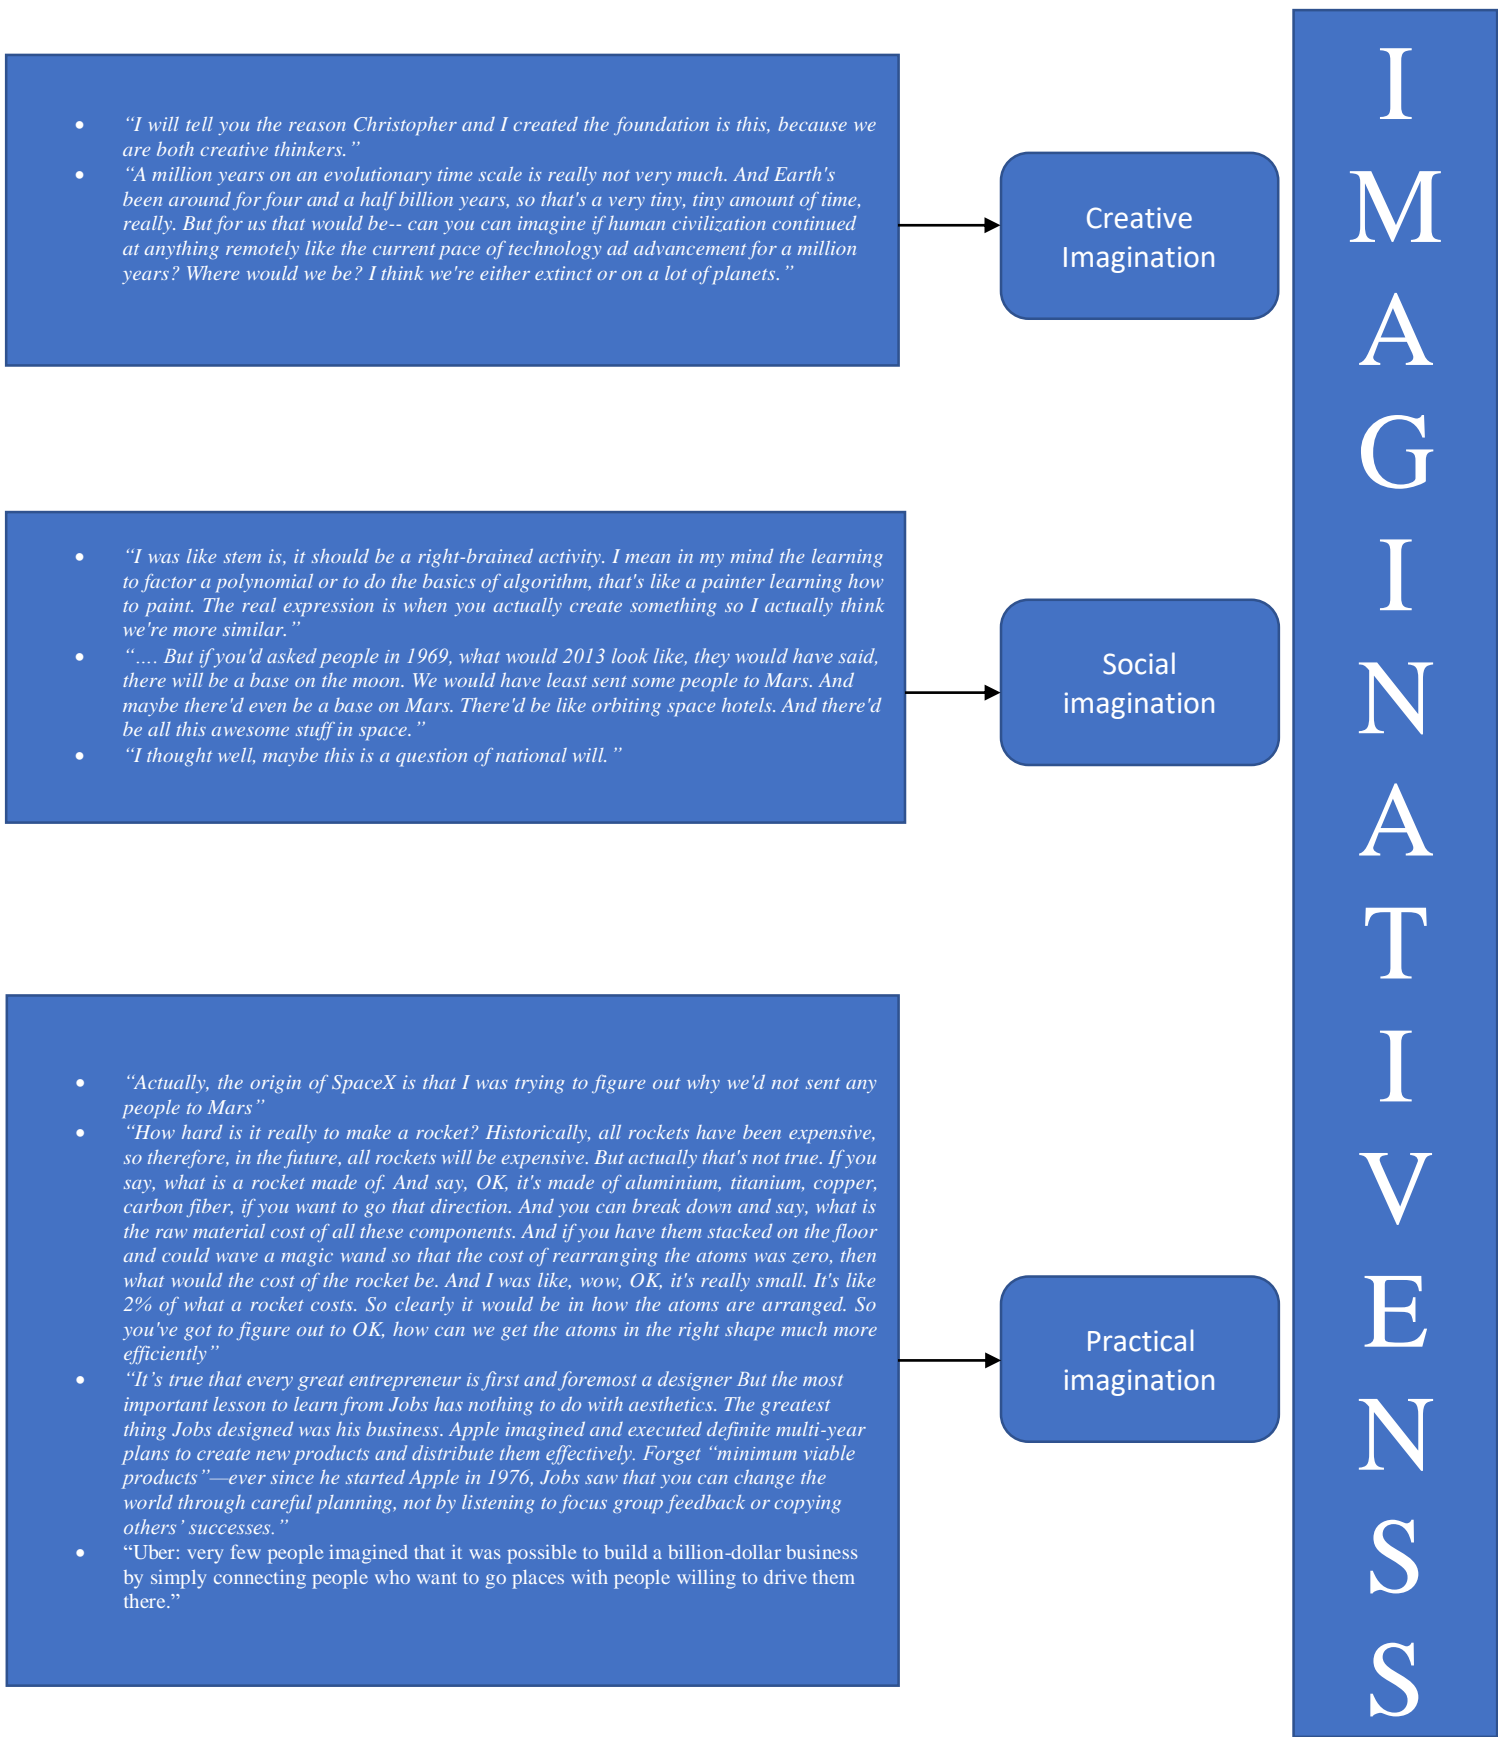 • “I will tell you the reason Christopher and I created the foundation is this, because we
are both creative thinkers.”
• “A million years on an evolutionary time scale is really not very much. And Earth's
been around for four and a half billion years, so that's a very tiny, tiny amount of time,
really. But for us that would be-- can you can imagine if human civilization continued
at anything remotely like the current pace of technology ad advancement for a million
years? Where would we be? I think we're either extinct or on a lot of planets.”
Creative
Imagination
• “I was like stem is, it should be a right-brained activity. I mean in my mind the learning
to factor a polynomial or to do the basics of algorithm, that's like a painter learning how
to paint. The real expression is when you actually create something so I actually think
we're more similar.”
• “…. But if you'd asked people in 1969, what would 2013 look like, they would have said,
there will be a base on the moon. We would have least sent some people to Mars. And
maybe there'd even be a base on Mars. There'd be like orbiting space hotels. And there'd
be all this awesome stuff in space.”
• “I thought well, maybe this is a question of national will.”
Social
imagination
• “Actually, the origin of SpaceX is that I was trying to figure out why we'd not sent any
people to Mars”
• “How hard is it really to make a rocket? Historically, all rockets have been expensive,
so therefore, in the future, all rockets will be expensive. But actually that's not true. If you
say, what is a rocket made of. And say, OK, it's made of aluminium, titanium, copper,
carbon fiber, if you want to go that direction. And you can break down and say, what is
the raw material cost of all these components. And if you have them stacked on the floor
and could wave a magic wand so that the cost of rearranging the atoms was zero, then
what would the cost of the rocket be. And I was like, wow, OK, it's really small. It's like
2% of what a rocket costs. So clearly it would be in how the atoms are arranged. So
you've got to figure out to OK, how can we get the atoms in the right shape much more
efficiently”
• “It’s true that every great entrepreneur is first and foremost a designer But the most
important lesson to learn from Jobs has nothing to do with aesthetics. The greatest
thing Jobs designed was his business. Apple imagined and executed definite multi-year
plans to create new products and distribute them effectively. Forget “minimum viable
products”—ever since he started Apple in 1976, Jobs saw that you can change the
world through careful planning, not by listening to focus group feedback or copying
others’ successes.”
• “Uber: very few people imagined that it was possible to build a billion-dollar business
by simply connecting people who want to go places with people willing to drive them
there.”
Practical
imagination
I
M
A
G
I
N
A
T
I
V
E
N
S
S